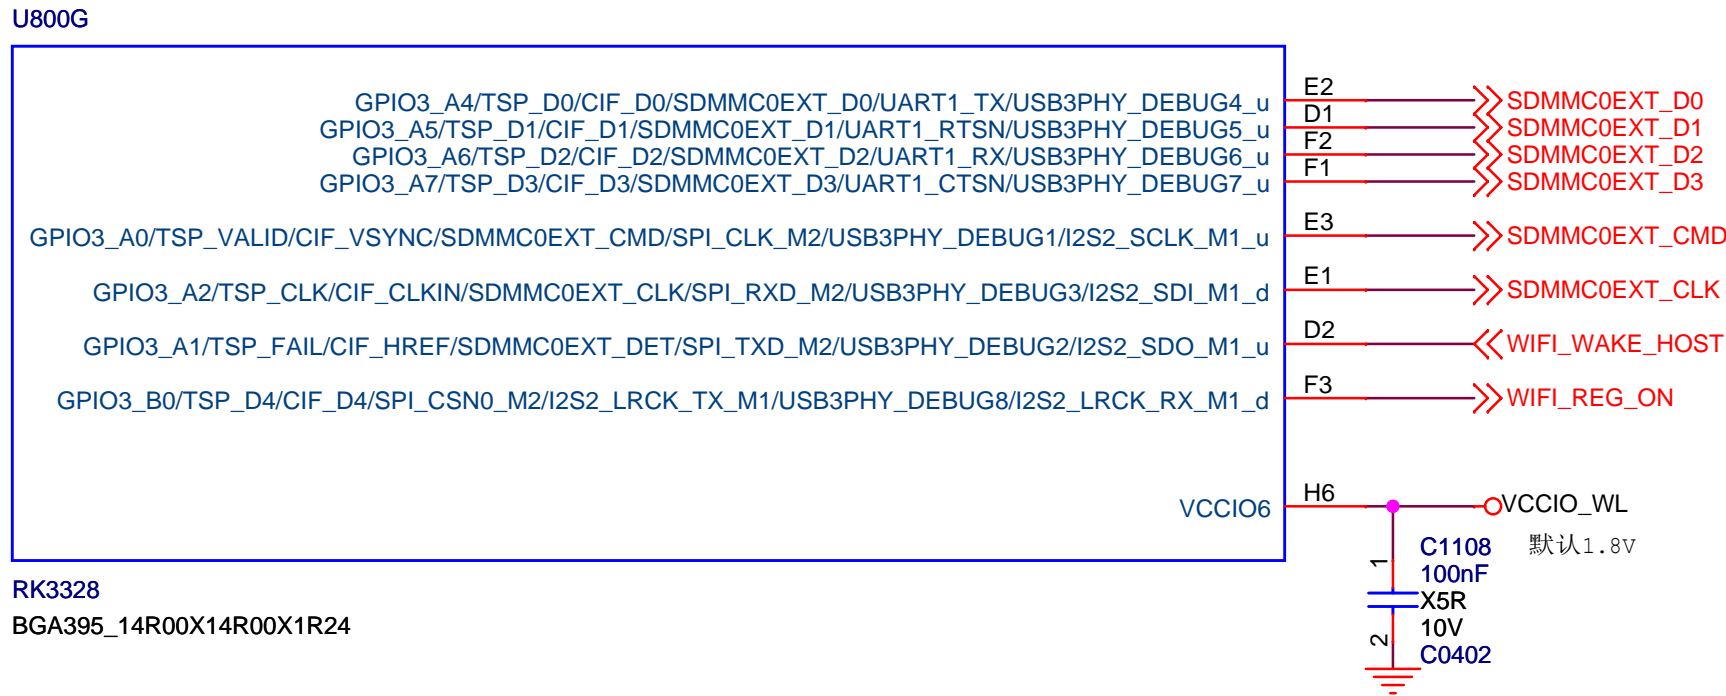 U800G
GPIO3_A4/TSP_D0/CIF_D0/SDMMC0EXT_D0/UART1_TX/USB3PHY_DEBUG4_u E2 SDMMC0EXT_D0
GPIO3_A5/TSP_D1/CIF_D1/SDMMC0EXT_D1/UART1_RTSN/USB3PHY_DEBUG5_u D1 SDMMC0EXT_D1
GPIO3_A6/TSP_D2/CIF_D2/SDMMC0EXT_D2/UART1_RX/USB3PHY_DEBUG6_u F2 SDMMC0EXT_D2
GPIO3_A7/TSP_D3/CIF_D3/SDMMC0EXT_D3/UART1_CTSN/USB3PHY_DEBUG7_u F1 SDMMC0EXT_D3
GPIO3_A0/TSP_VALID/CIF_VSYNC/SDMMC0EXT_CMD/SPI_CLK_M2/USB3PHY_DEBUG1/I2S2_SCLK_M1_u E3 SDMMC0EXT_CMD
GPIO3_A2/TSP_CLK/CIF_CLKIN/SDMMC0EXT_CLK/SPI_RXD_M2/USB3PHY_DEBUG3/I2S2_SDI_M1_d E1 SDMMC0EXT_CLK
GPIO3_A1/TSP_FAIL/CIF_HREF/SDMMC0EXT_DET/SPI_TXD_M2/USB3PHY_DEBUG2/I2S2_SDO_M1_u D2 WIFI_WAKE_HOST
GPIO3_B0/TSP_D4/CIF_D4/SPI_CSN0_M2/I2S2_LRCK_TX_M1/USB3PHY_DEBUG8/I2S2_LRCK_RX_M1_d F3 WIFI_REG_ON
VCCIO6 H6 VCCIO_WL
默认1.8V
1 C1108
100nF
X5R
10V
2 C0402
RK3328
BGA395_14R00X14R00X1R24